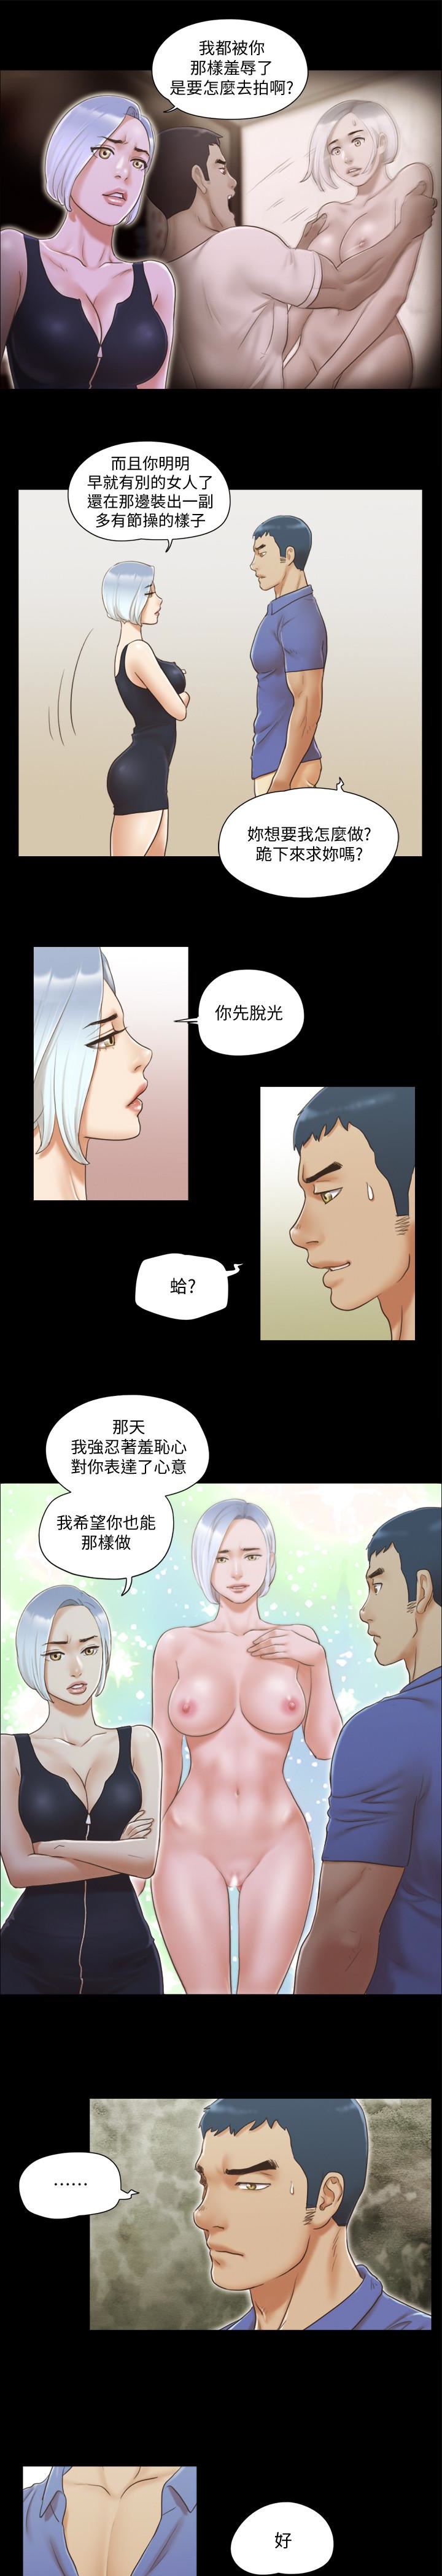 我都被你
那樣羞辱了
是要怎麼去拍啊?
而且你明明
早就有別的女人了
還在那邊裝出一副
多有節操的樣子
妳想要我怎麼做?
跪下來求妳嗎?
你先脫光
蛤?
那天
我強忍著羞恥心
對你表達了心意
我希望你也能
那樣做
……
好